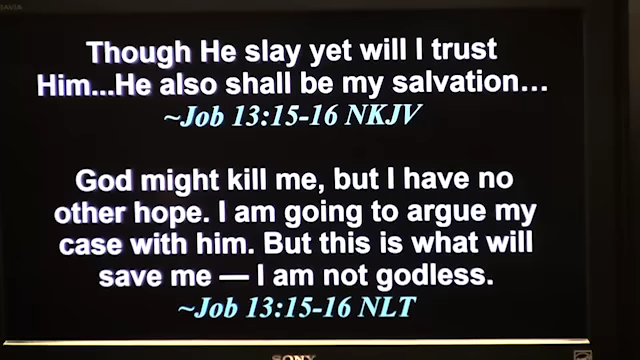 Though He slay yet will I trust
Him...He also shall be my salvation...
~Job 13:15-16 NKJV
God might kill me, but I have no
other hope. I am going to argue my
case with him. But this is what will
save me — I am not godless.
~Job 13:15-16 NLT
SONY